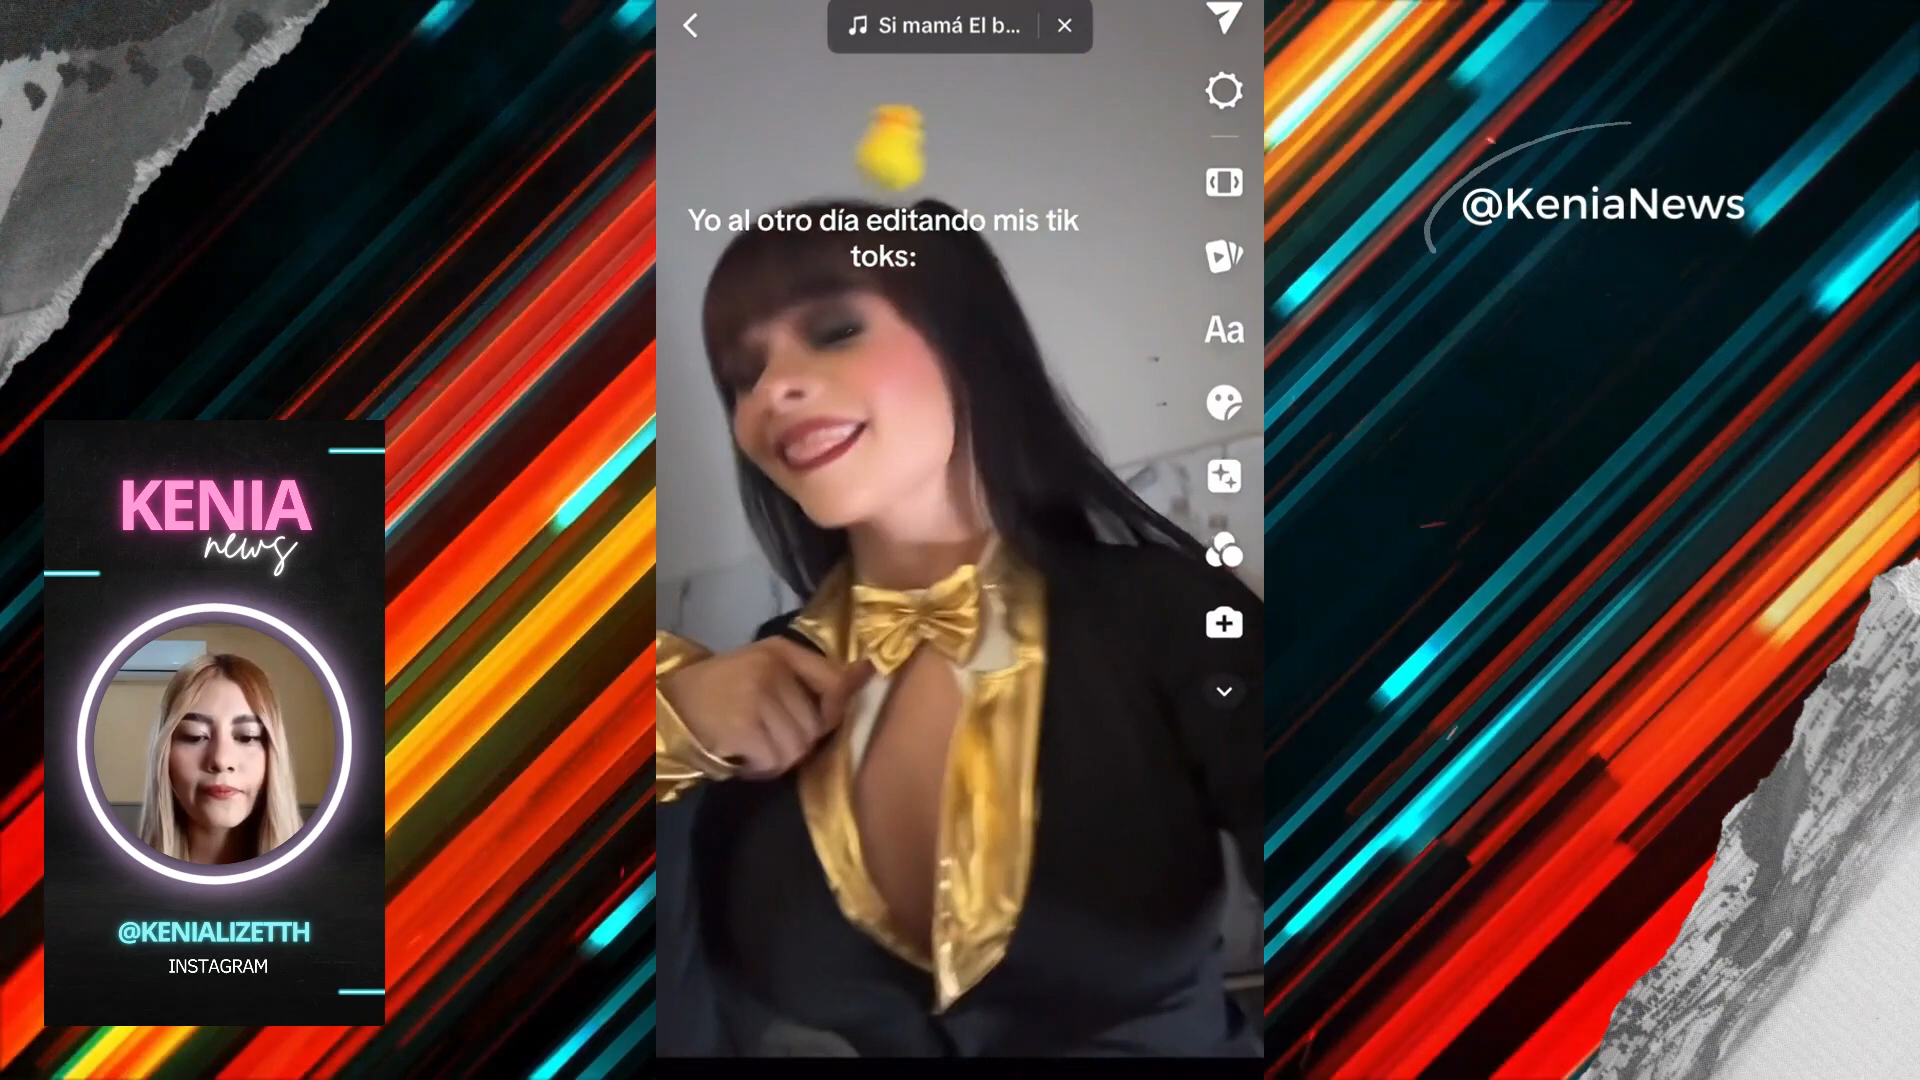 Si mamá El b...
Yo al otro día editando mis tik
toks:
Aa
@KeniaNews
KENIA
news
@KENIALIZETTH
INSTAGRAM